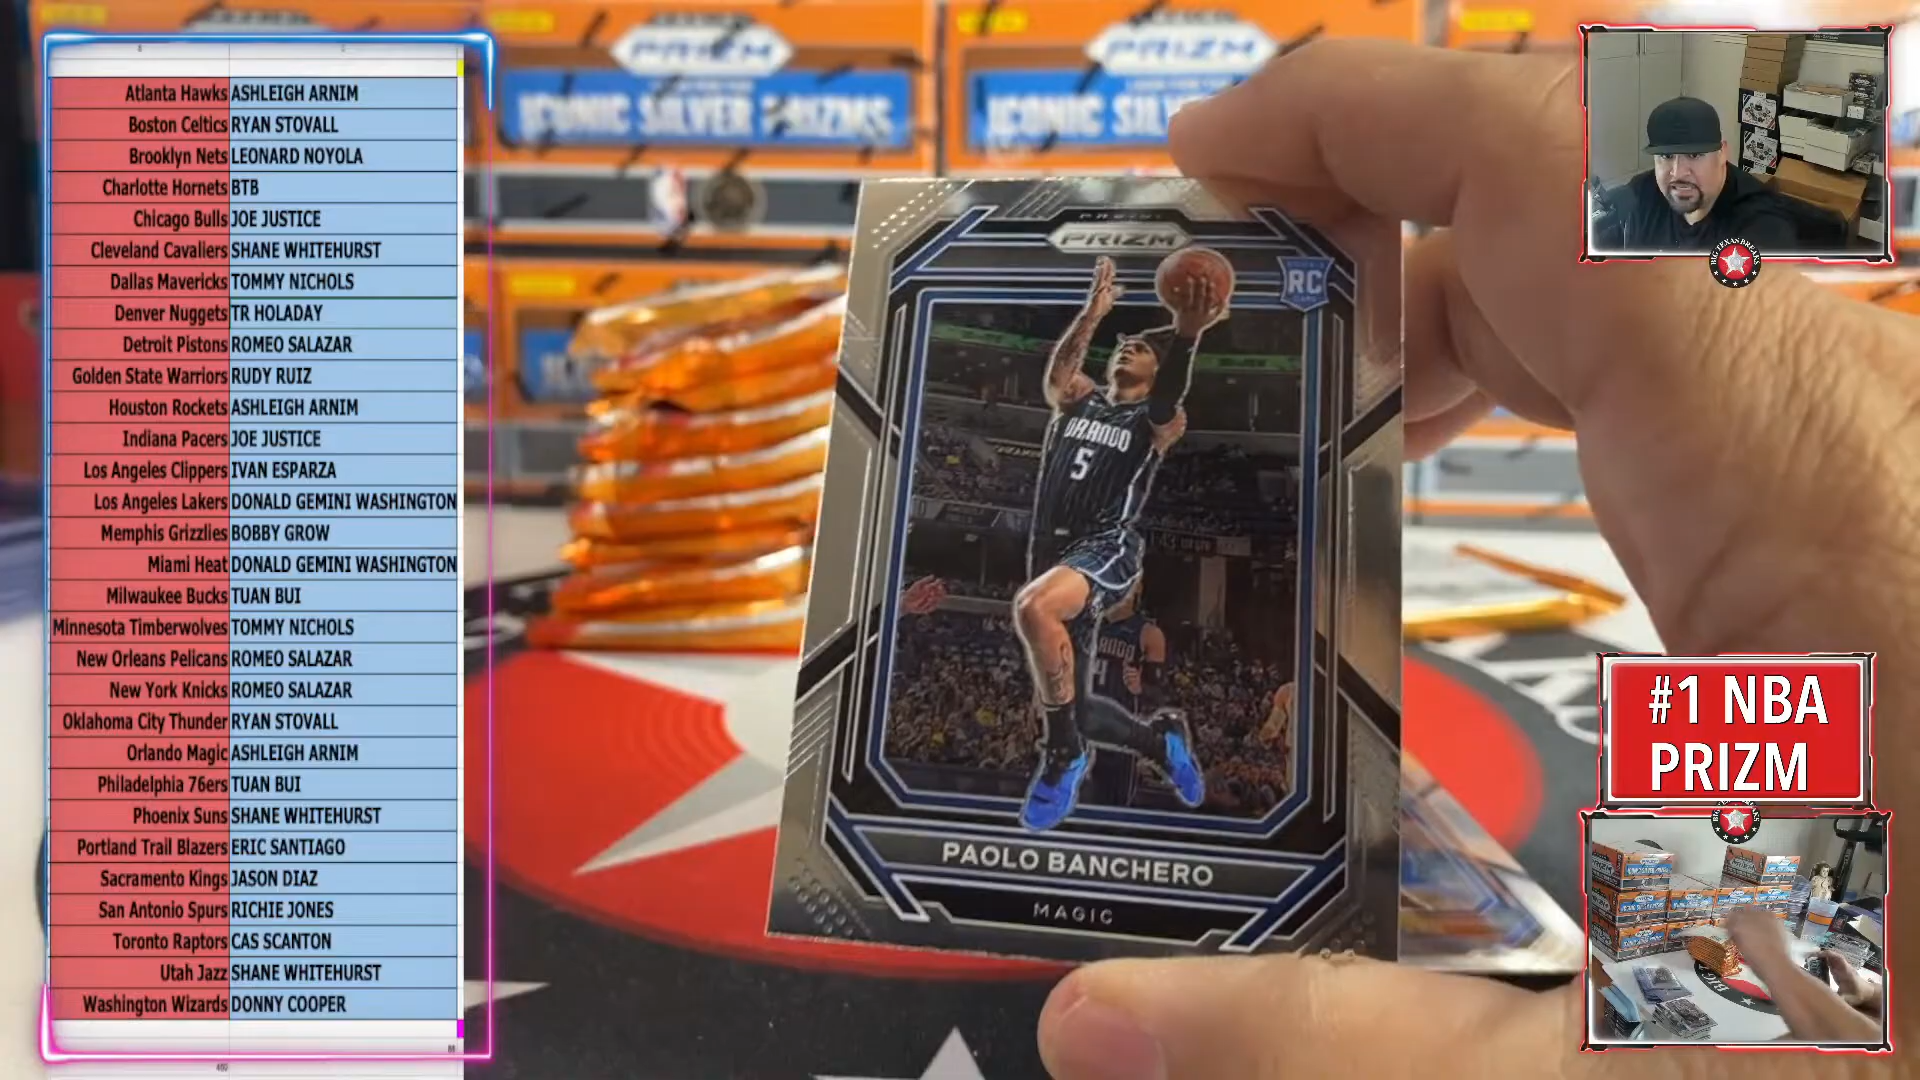 Atlanta Hawks ASHLEIGH ARNIM
Boston Celtics RYAN STOVALL
Brooklyn Nets LEONARD NOYOLA
Charlotte Hornets BTB
Chicago Bulls JOE JUSTICE
Cleveland Cavaliers SHANE WHITEHURST
Dallas Mavericks TOMMY NICHOLS
Denver Nuggets TR HOLADAY
Detroit Pistons ROMEO SALAZAR
Golden State Warriors RUDY RUIZ
Houston Rockets ASHLEIGH ARNIM
Indiana Pacers JOE JUSTICE
Los Angeles Clippers IVAN ESPARZA
Los Angeles Lakers DONALD GEMINI WASHINGTON
Memphis Grizzlies BOBBY GROW
Miami Heat DONALD GEMINI WASHINGTON
Milwaukee Bucks TUAN BUI
Minnesota Timberwolves TOMMY NICHOLS
New Orleans Pelicans ROMEO SALAZAR
New York Knicks ROMEO SALAZAR
Oklahoma City Thunder RYAN STOVALL
Orlando Magic ASHLEIGH ARNIM
Philadelphia 76ers TUAN BUI
Phoenix Suns SHANE WHITEHURST
Portland Trail Blazers ERIC SANTIAGO
Sacramento Kings JASON DIAZ
San Antonio Spurs RICHIE JONES
Toronto Raptors CAS SCANTON
Utah Jazz SHANE WHITEHURST
Washington Wizards DONNY COOPER
PRIZM
ICONIC SILVER PRIZMS
PRIZM
ICONIC SIL
PANINI
PRIZM
RC
ORLANDO
5
PAOLO BANCHERO
MAGIC
BIG TEXAS BREAKS
#1 NBA
PRIZM